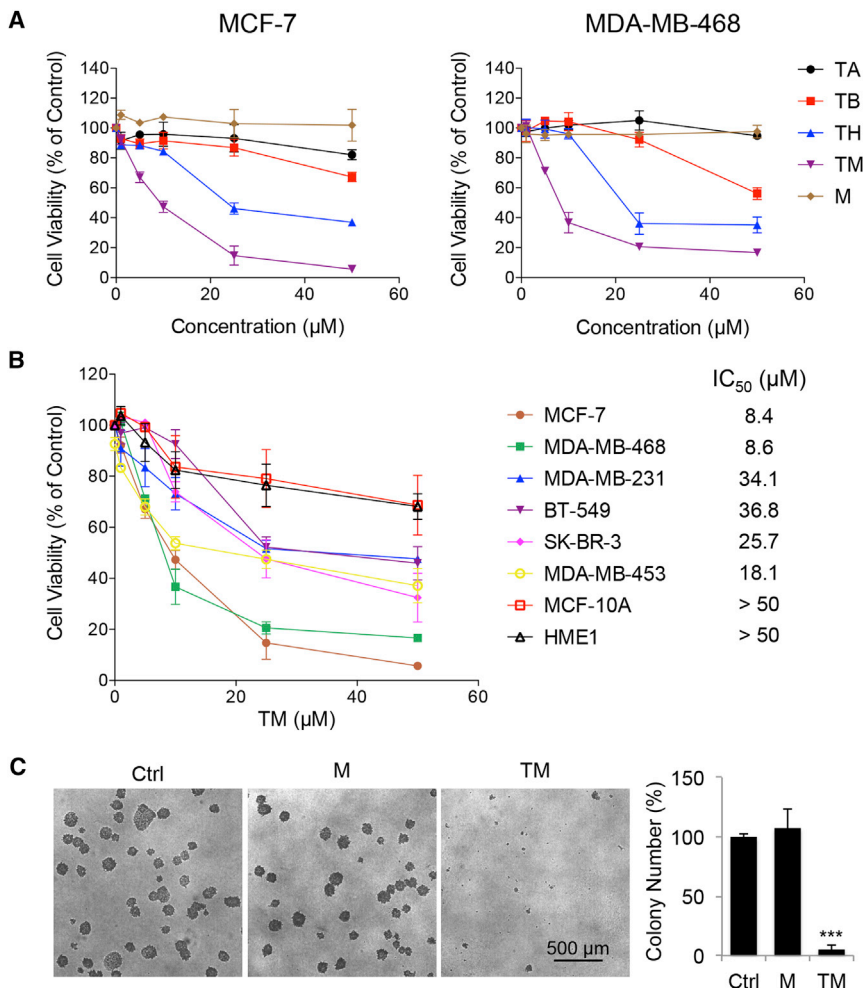 A
MCF-7
MDA-MB-468
Cell Viability (% of Control)
140
120
100
80
60
40
20
0
0
20
40
60
Concentration (µM)
Cell Viability (% of Control)
140
120
100
80
60
40
20
0
0
20
40
60
Concentration (µM)
TA
TB
TH
TM
M
B
Cell Viability (% of Control)
120
100
80
60
40
20
0
0
20
40
60
TM (µM)
IC50 (µM)
MCF-7 8.4
MDA-MB-468 8.6
MDA-MB-231 34.1
BT-549 36.8
SK-BR-3 25.7
MDA-MB-453 18.1
MCF-10A > 50
HME1 > 50
C
Ctrl
M
TM
500 µm
Colony Number (%)
150
100
50
0
***
Ctrl M TM